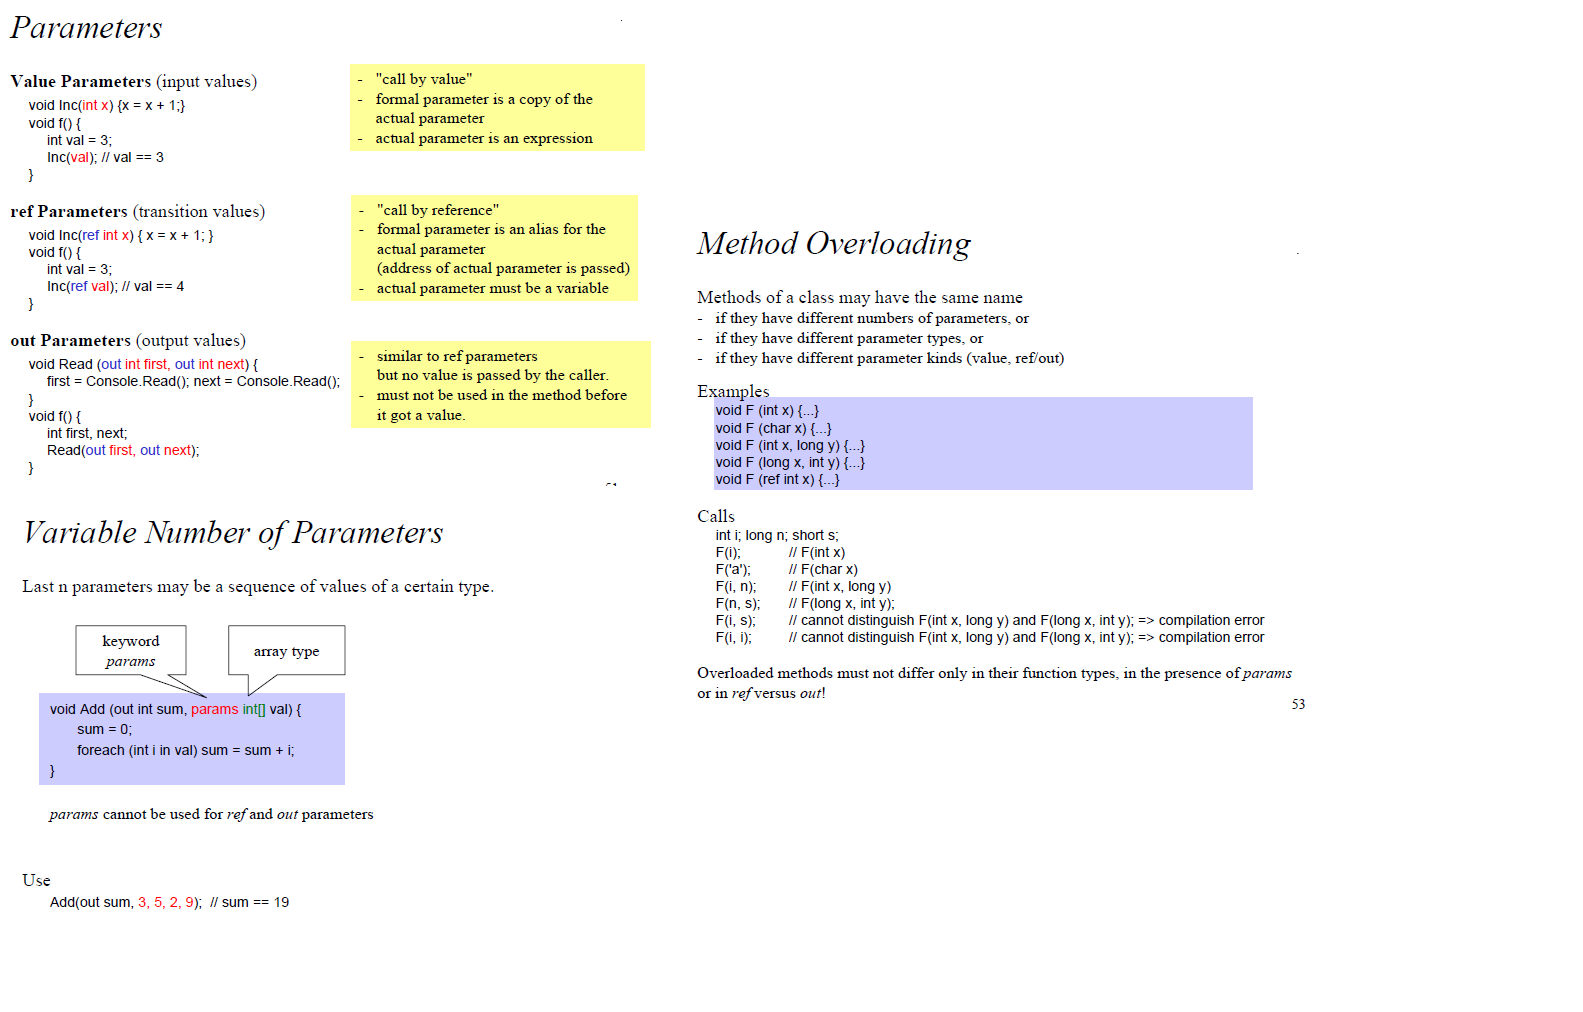 Parameters
Value Parameters (input values)
void Inc(int x) {x = x + 1;}
void f() {
int val = 3;
Inc(val); // val == 3
}
- "call by value"
- formal parameter is a copy of the
actual parameter
- actual parameter is an expression
ref Parameters (transition values)
void Inc(ref int x) { x = x + 1; }
void f() {
int val = 3;
Inc(ref val); // val == 4
}
- "call by reference"
- formal parameter is an alias for the
actual parameter
(address of actual parameter is passed)
- actual parameter must be a variable
out Parameters (output values)
void Read (out int first, out int next) {
first = Console.Read(); next = Console.Read();
}
void f() {
int first, next;
Read(out first, out next);
}
- similar to ref parameters
but no value is passed by the caller.
- must not be used in the method before
it got a value.
Variable Number of Parameters
Last n parameters may be a sequence of values of a certain type.
keyword
params
array type
void Add (out int sum, params int[] val) {
sum = 0;
foreach (int i in val) sum = sum + i;
}
params cannot be used for ref and out parameters
Use
Add(out sum, 3, 5, 2, 9); // sum == 19
Method Overloading
Methods of a class may have the same name
- if they have different numbers of parameters, or
- if they have different parameter types, or
- if they have different parameter kinds (value, ref/out)
Examples
void F (int x) {...}
void F (char x) {...}
void F (int x, long y) {...}
void F (long x, int y) {...}
void F (ref int x) {...}
Calls
int i; long n; short s;
F(i); // F(int x)
F('a'); // F(char x)
F(i, n); // F(int x, long y)
F(n, s); // F(long x, int y);
F(i, s); // cannot distinguish F(int x, long y) and F(long x, int y); => compilation error
F(i, i); // cannot distinguish F(int x, long y) and F(long x, int y); => compilation error
Overloaded methods must not differ only in their function types, in the presence of params
or in ref versus out!
53